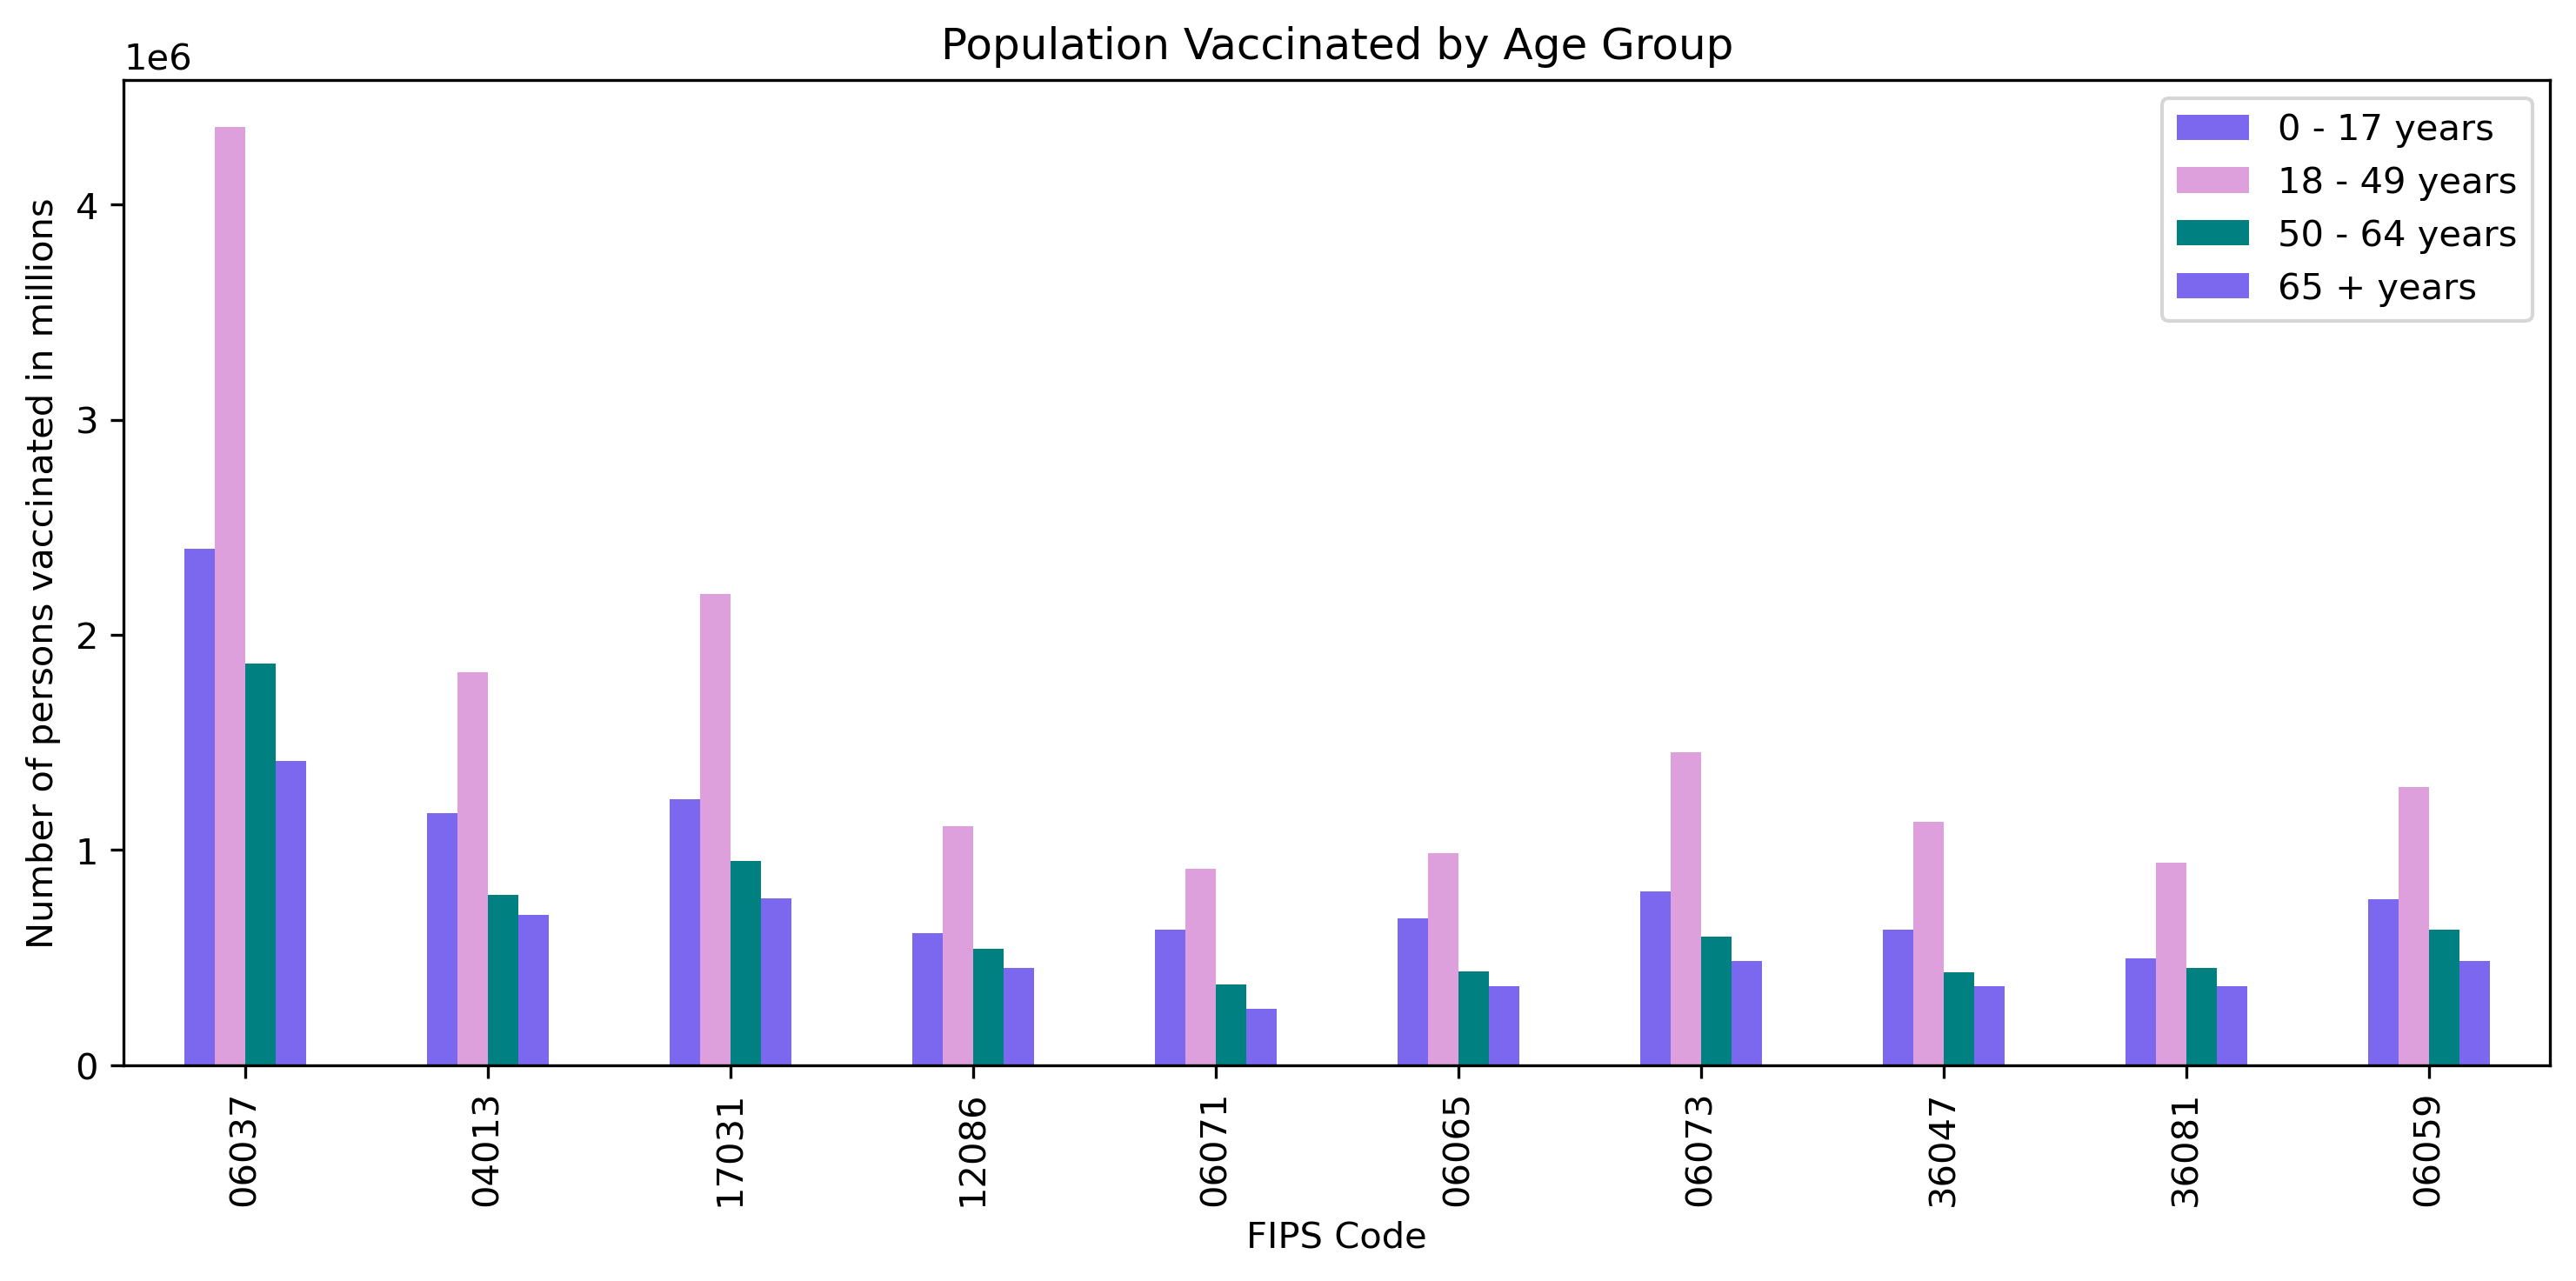 Population Vaccinated by Age Group
1e6
0 - 17 years
18 - 49 years
50 - 64 years
65 + years
Number of persons vaccinated in millions
4
3
2
1
0
06037
04013
17031
12086
06071
06065
06073
36047
36081
06059
FIPS Code